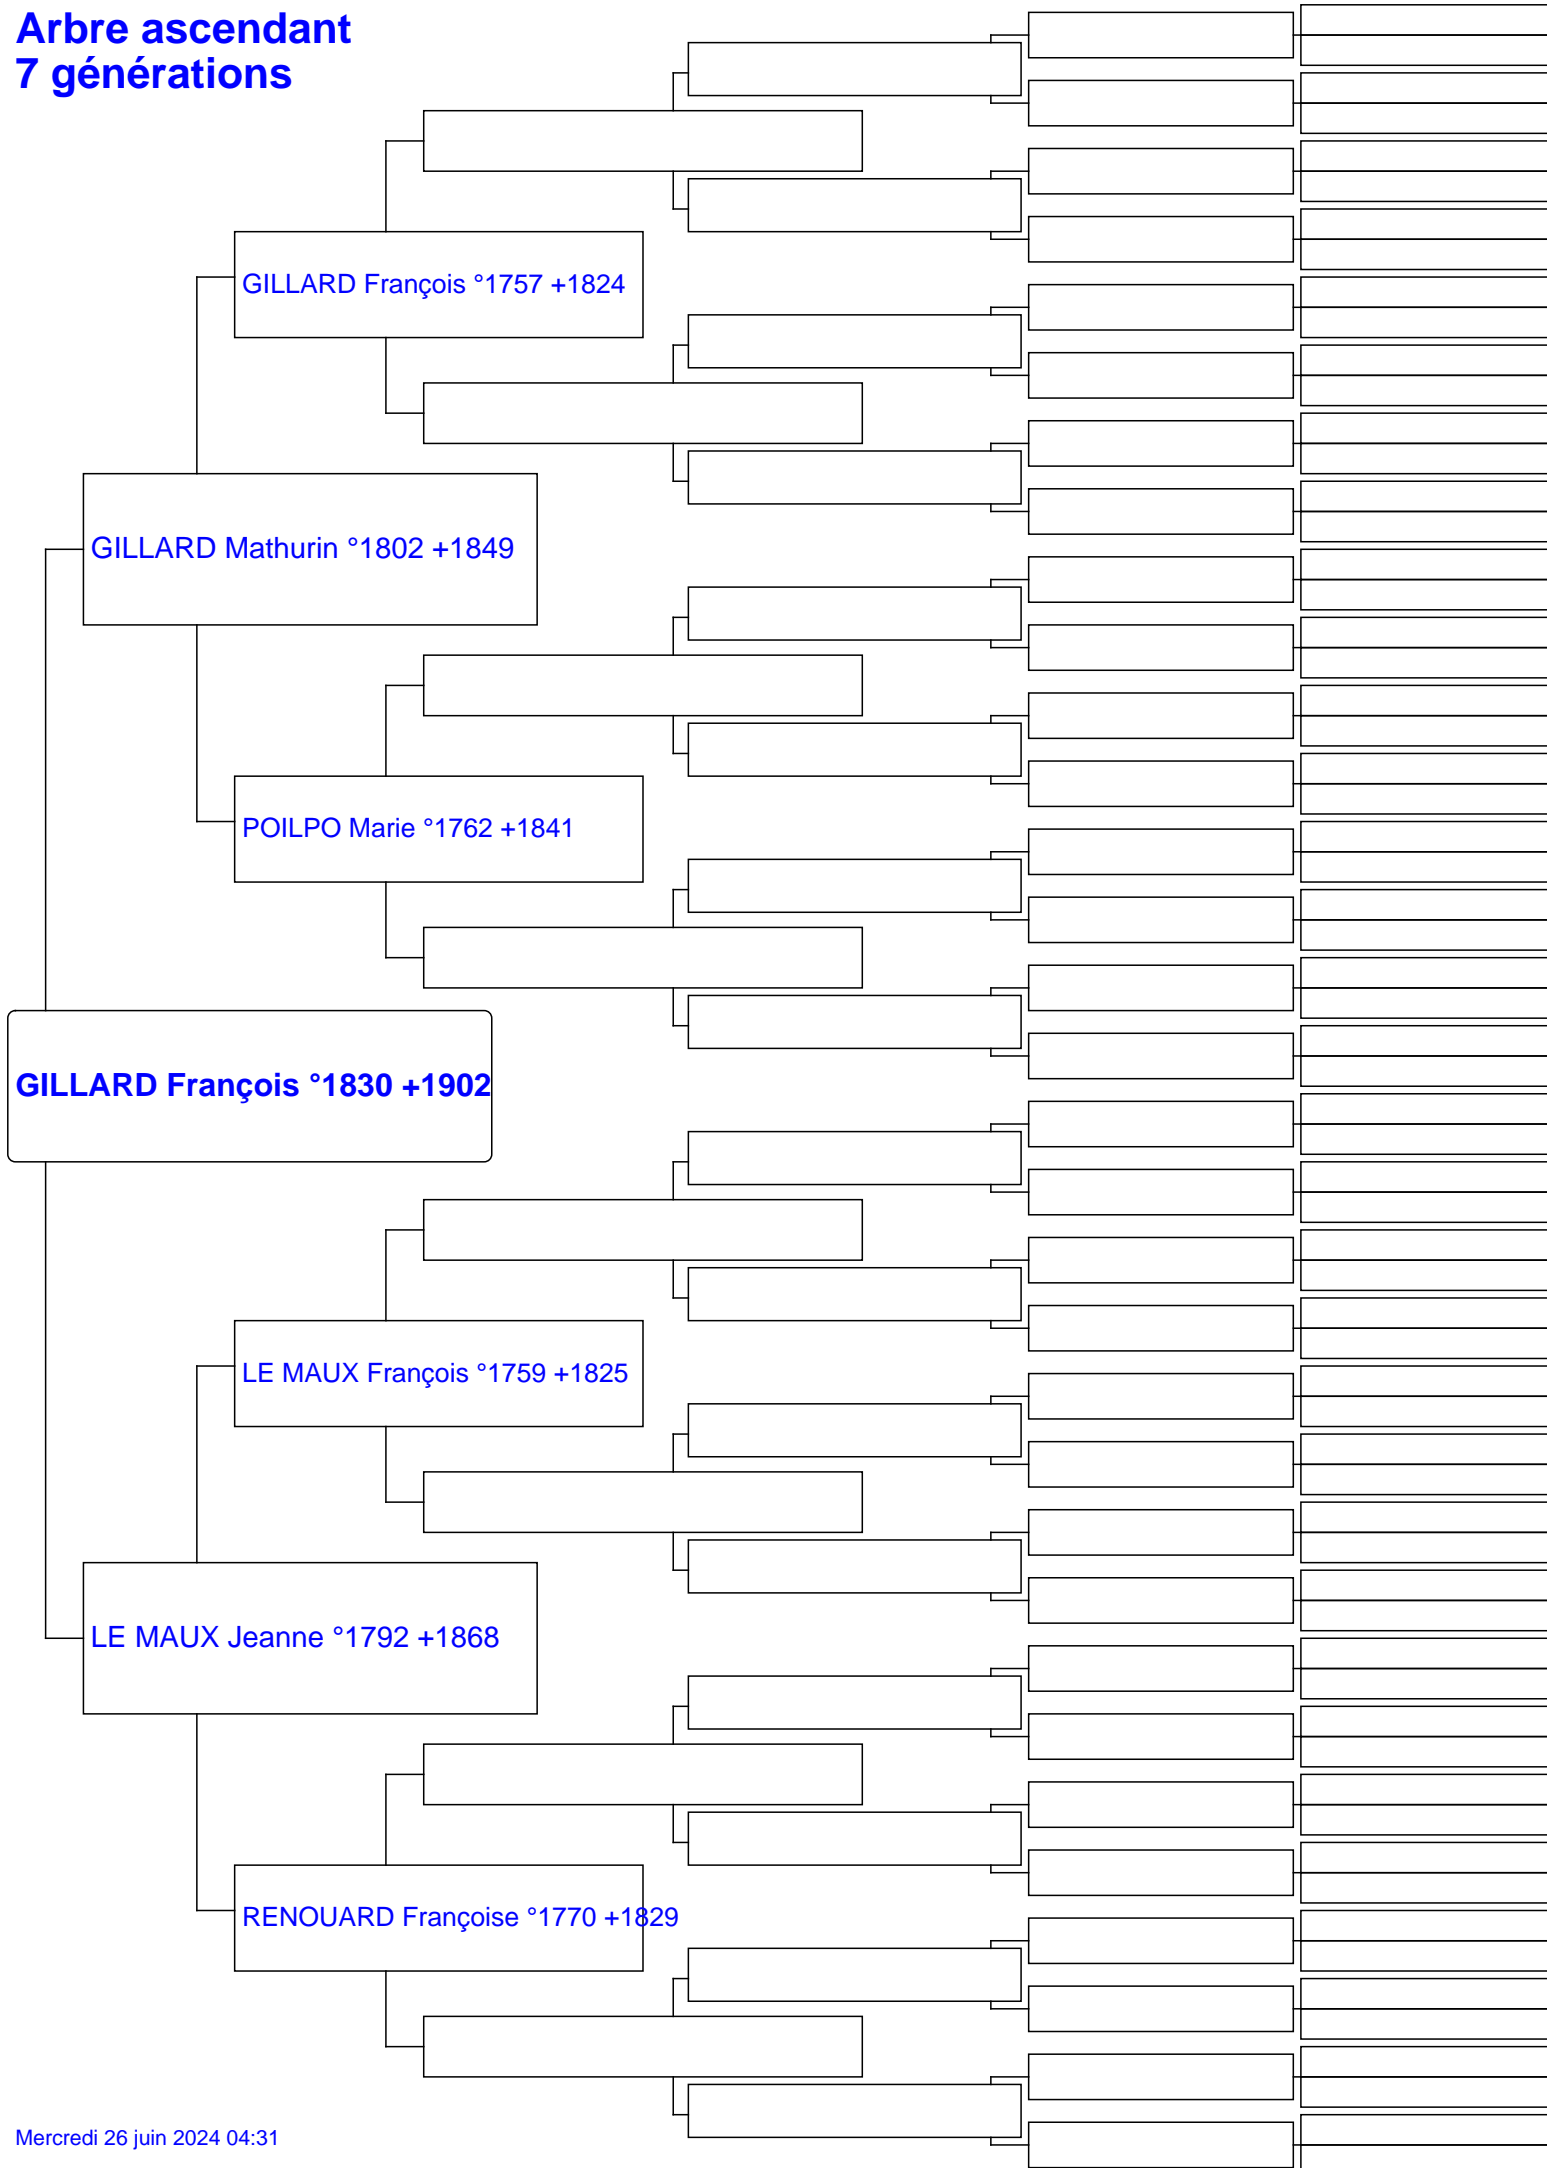 Arbre ascendant
7 générations
GILLARD François °1757 +1824
GILLARD Mathurin °1802 +1849
POILPO Marie °1762 +1841
GILLARD François °1830 +1902
LE MAUX François °1759 +1825
LE MAUX Jeanne °1792 +1868
RENOUARD Françoise °1770 +1829
Mercredi 26 juin 2024 04:31